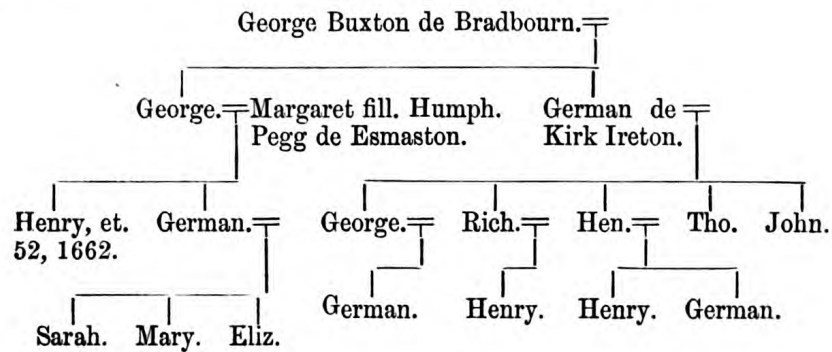 George Buxton de Bradbourn.
George. Margaret fill. Humph. German de
Pegg de Esmaston. Kirk Ireton.
Henry, et. German. George. Rich. Hen. Tho. John.
52, 1662.
German. Henry. Henry. German.
Sarah. Mary. Eliz.